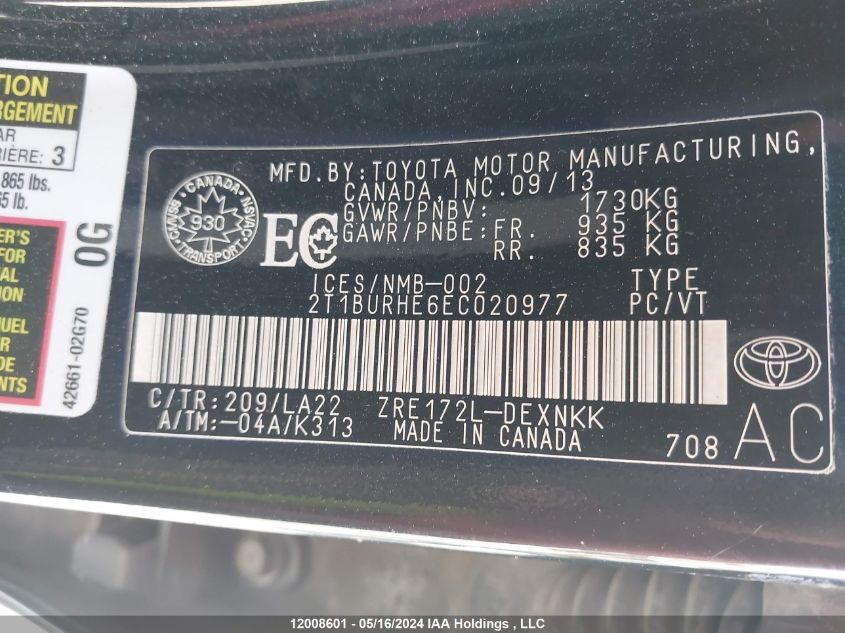 TION
RGEMENT
AR
RIÈRE: 3
865 lbs.
5 lb.
ER'S
FOR
AL
ION
UEL
R
DE
ENTS
0G
42661-02G70
CANADA
CMVSS 930 NSVAC
TRANSPORT
EC
MFD.BY:TOYOTA MOTOR MANUFACTURING,
CANADA,INC.09/13
GVWR/PNBV: 1730KG
GAWR/PNBE:FR. 935 KG
RR. 835 KG
ICES/NMB-002 TYPE
2T1BURHE6EC020977 PC/VT
C/TR:209/LA22 ZRE172L-DEXNKK
A/TM:-04A/K313 MADE IN CANADA
708 AC
12008601 - 05/16/2024 IAA Holdings , LLC